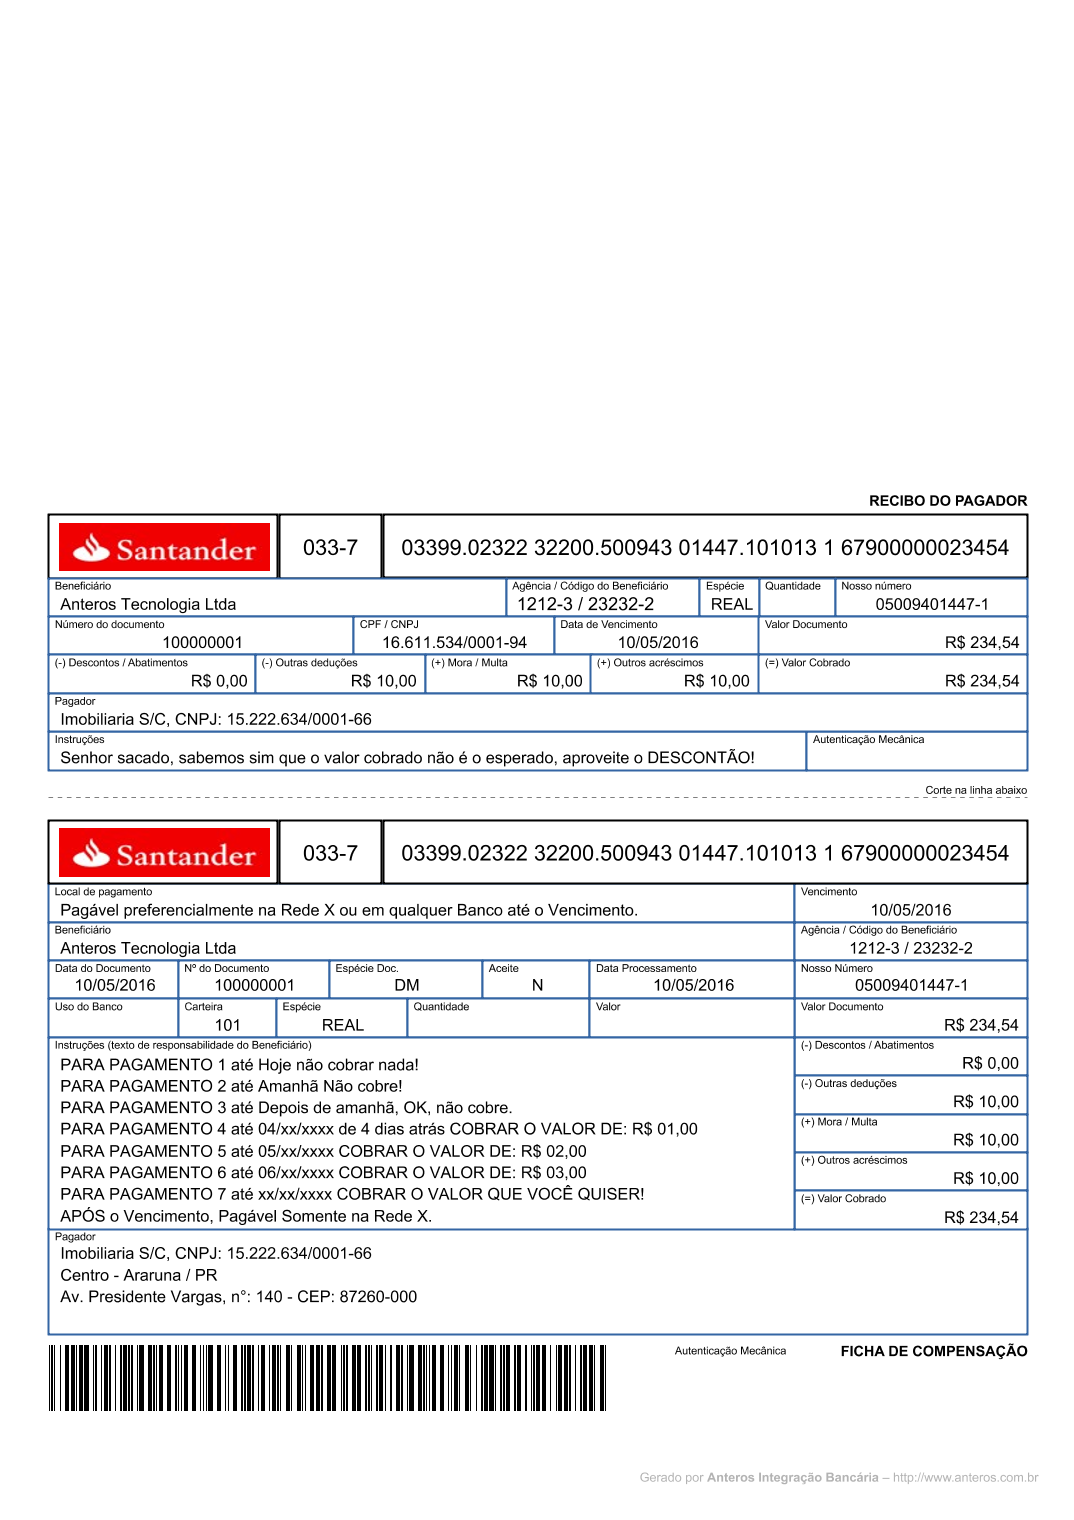 RECIBO DO PAGADOR
Santander 033-7 03399.02322 32200.500943 01447.101013 1 67900000023454
Beneficiário Agência / Código do Beneficiário Espécie Quantidade Nosso número
Anteros Tecnologia Ltda 1212-3 / 23232-2 REAL 05009401447-1
Número do documento CPF / CNPJ Data de Vencimento Valor Documento
100000001 16.611.534/0001-94 10/05/2016 R$ 234,54
(-) Descontos / Abatimentos (-) Outras deduções (+) Mora / Multa (+) Outros acréscimos (=) Valor Cobrado
R$ 0,00 R$ 10,00 R$ 10,00 R$ 10,00 R$ 234,54
Pagador
Imobiliaria S/C, CNPJ: 15.222.634/0001-66
Instruções Autenticação Mecânica
Senhor sacado, sabemos sim que o valor cobrado não é o esperado, aproveite o DESCONTÃO!
Corte na linha abaixo
Santander 033-7 03399.02322 32200.500943 01447.101013 1 67900000023454
Local de pagamento Vencimento
Pagável preferencialmente na Rede X ou em qualquer Banco até o Vencimento. 10/05/2016
Beneficiário Agência / Código do Beneficiário
Anteros Tecnologia Ltda 1212-3 / 23232-2
Data do Documento Nº do Documento Espécie Doc. Aceite Data Processamento Nosso Número
10/05/2016 100000001 DM N 10/05/2016 05009401447-1
Uso do Banco Carteira Espécie Quantidade Valor Valor Documento
101 REAL R$ 234,54
Instruções (texto de responsabilidade do Beneficiário) (-) Descontos / Abatimentos
PARA PAGAMENTO 1 até Hoje não cobrar nada! R$ 0,00
PARA PAGAMENTO 2 até Amanhã Não cobre! (-) Outras deduções
PARA PAGAMENTO 3 até Depois de amanhã, OK, não cobre. R$ 10,00
PARA PAGAMENTO 4 até 04/xx/xxxx de 4 dias atrás COBRAR O VALOR DE: R$ 01,00 (+) Mora / Multa
PARA PAGAMENTO 5 até 05/xx/xxxx COBRAR O VALOR DE: R$ 02,00 R$ 10,00
PARA PAGAMENTO 6 até 06/xx/xxxx COBRAR O VALOR DE: R$ 03,00 (+) Outros acréscimos
R$ 10,00
PARA PAGAMENTO 7 até xx/xx/xxxx COBRAR O VALOR QUE VOCÊ QUISER! (=) Valor Cobrado
APÓS o Vencimento, Pagável Somente na Rede X. R$ 234,54
Pagador
Imobiliaria S/C, CNPJ: 15.222.634/0001-66
Centro - Araruna / PR
Av. Presidente Vargas, n°: 140 - CEP: 87260-000
Autenticação Mecânica FICHA DE COMPENSAÇÃO
Gerado por Anteros Integração Bancária – http://www.anteros.com.br